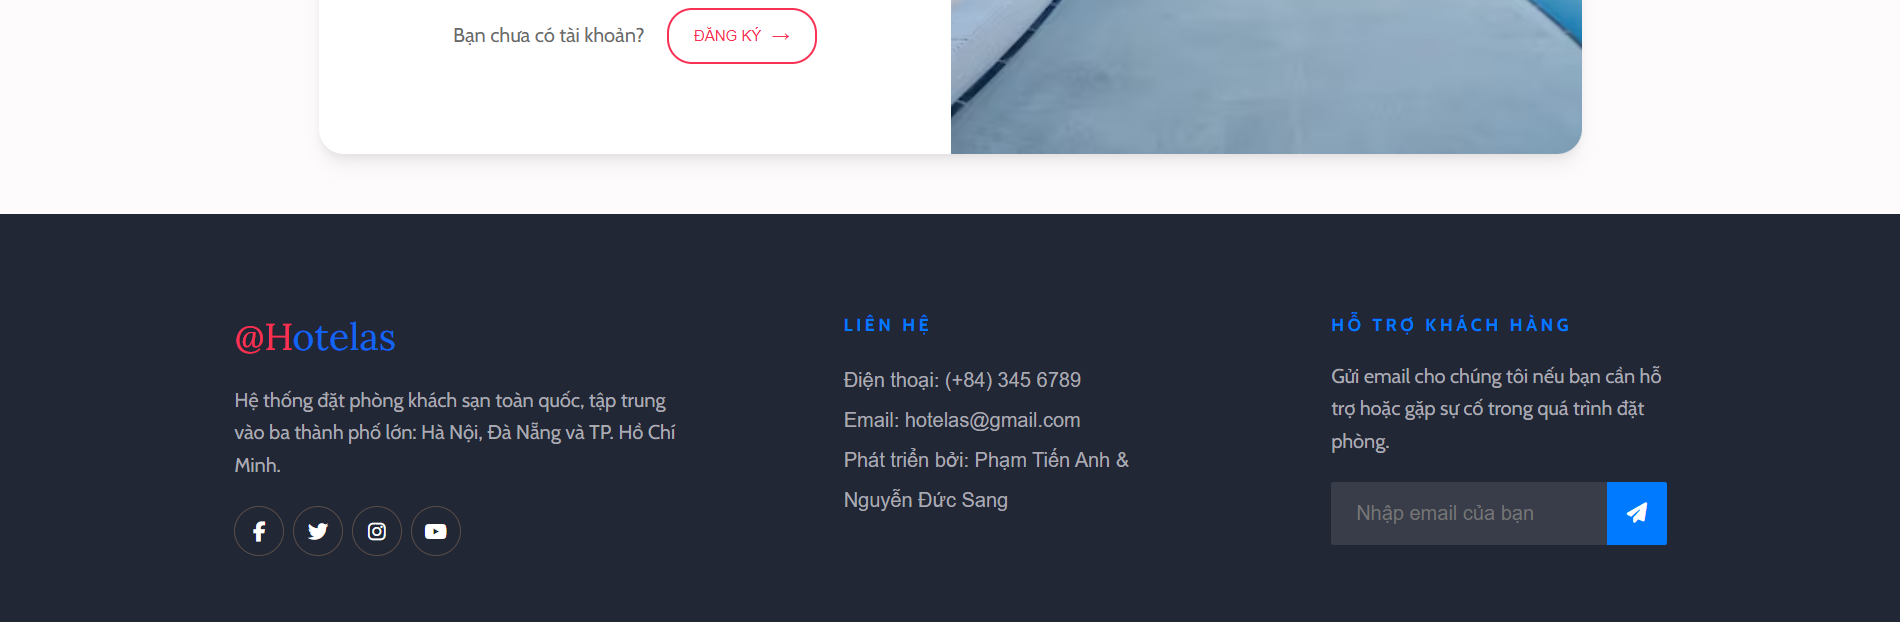 Bạn chưa có tài khoản?
ĐĂNG KÝ →
@Hotelas
Hệ thống đặt phòng khách sạn toàn quốc, tập trung
vào ba thành phố lớn: Hà Nội, Đà Nẵng và TP. Hồ Chí
Minh.
LIÊN HỆ
Điện thoại: (+84) 345 6789
Email: hotelas@gmail.com
Phát triển bởi: Phạm Tiến Anh &
Nguyễn Đức Sang
HỖ TRỢ KHÁCH HÀNG
Gửi email cho chúng tôi nếu bạn cần hỗ
trợ hoặc gặp sự cố trong quá trình đặt
phòng.
Nhập email của bạn